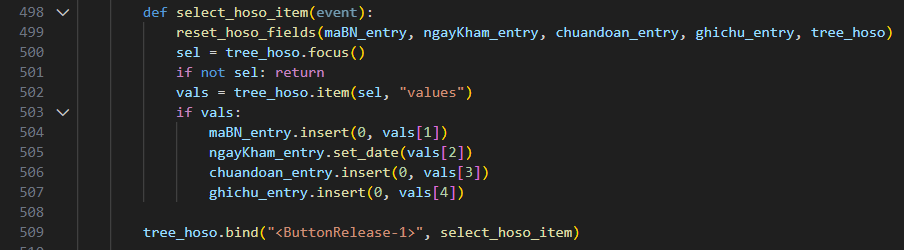 498 def select_hoso_item(event):
499 reset_hoso_fields(maBN_entry, ngayKham_entry, chuandoan_entry, ghichu_entry, tree_hoso)
500 sel = tree_hoso.focus()
501 if not sel: return
502 vals = tree_hoso.item(sel, "values")
503 if vals:
504 maBN_entry.insert(0, vals[1])
505 ngayKham_entry.set_date(vals[2])
506 chuandoan_entry.insert(0, vals[3])
507 ghichu_entry.insert(0, vals[4])
508
509 tree_hoso.bind("<ButtonRelease-1>", select_hoso_item)